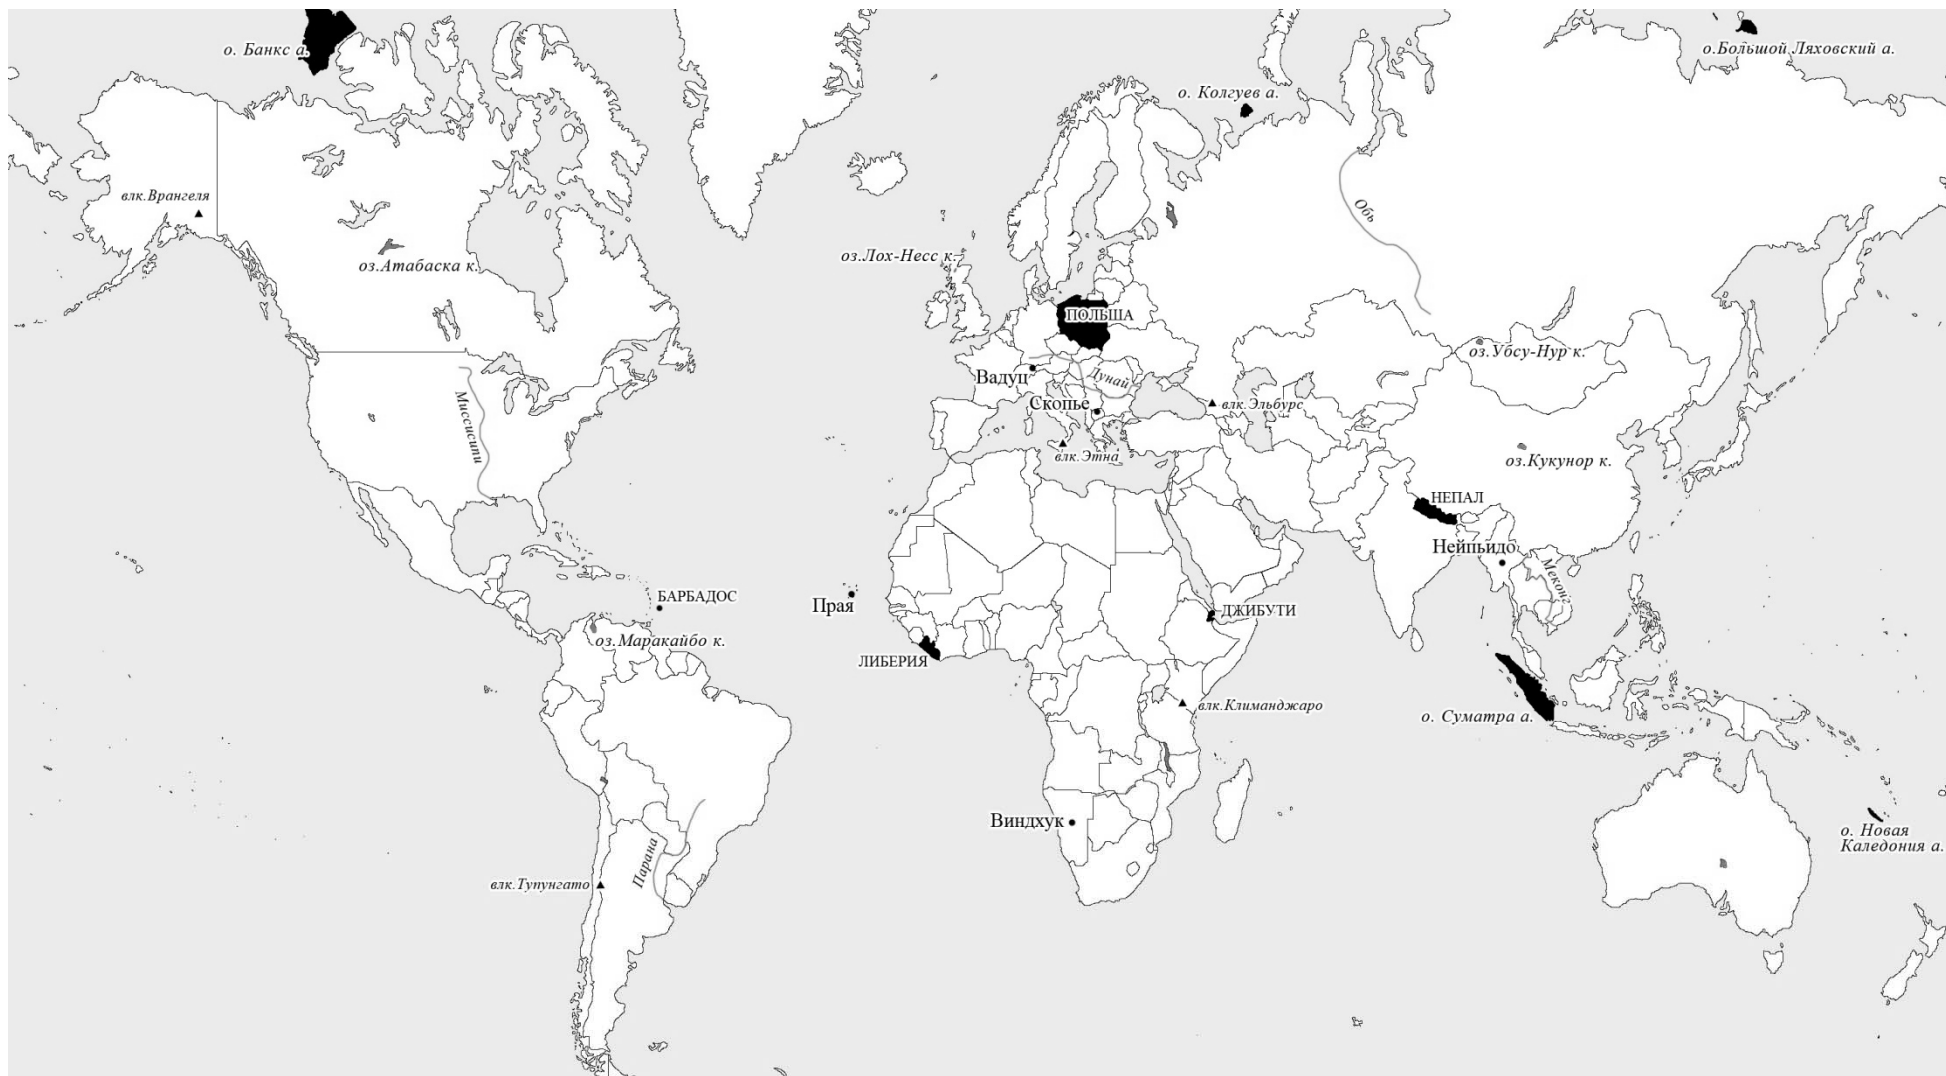 о. Банкс а.
о.Большой Ляховский а.
о. Колгуев а.
влк.Врангеля
Обь
оз.Атабаска к.
оз.Лох-Несс к.
ПОЛЬША
оз.Убсу-Нур к.
Вадуц
Дунай
Скопье
влк.Эльбурс
Миссисипи
влк.Этна
оз.Кукунор к.
НЕПАЛ
Нейпьидо
Меконг
БАРБАДОС
Прая
ДЖИБУТИ
оз.Маракайбо к.
ЛИБЕРИЯ
влк.Климанджаро
о. Суматра а.
Виндхук
о. Новая
Каледония а.
Парана
влк.Тупунгато